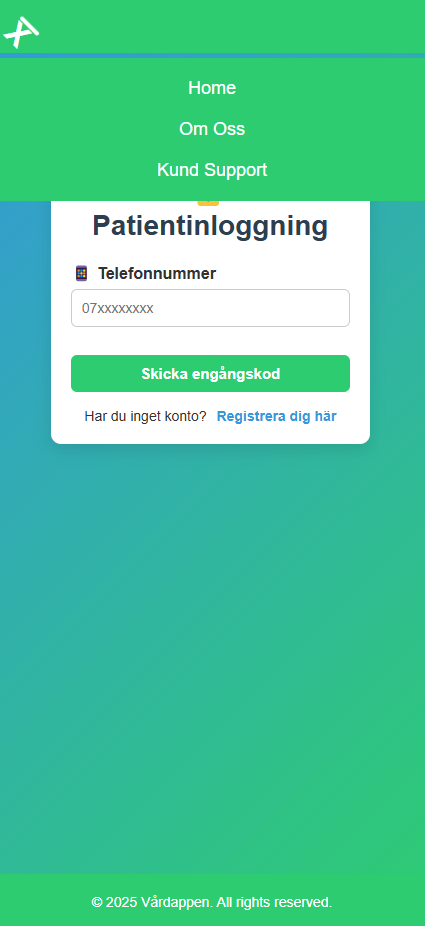 Home
Om Oss
Kund Support
Patientinloggning
Telefonnummer
07xxxxxxxx
Skicka engångskod
Har du inget konto? Registrera dig här
© 2025 Vårdappen. All rights reserved.